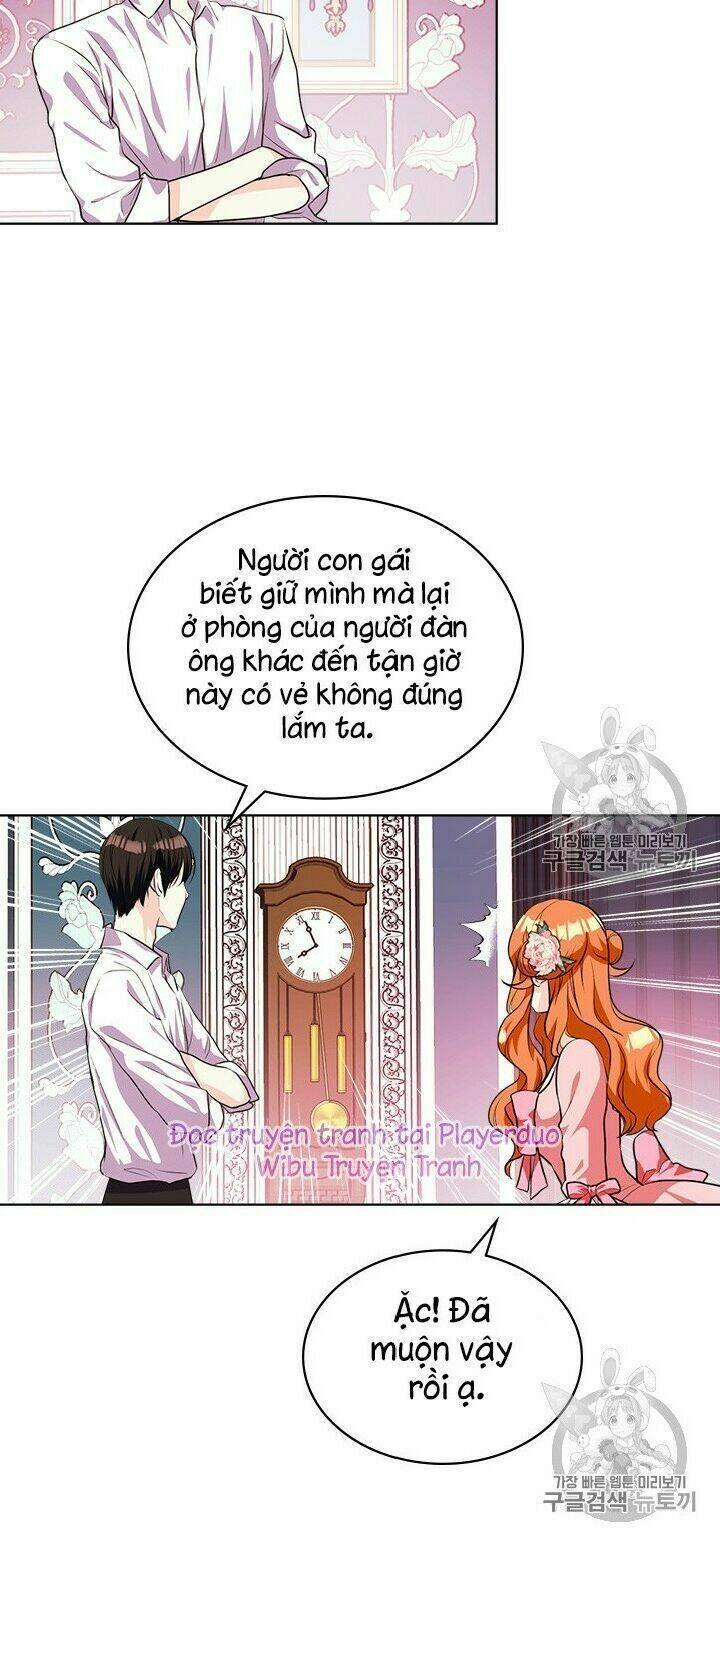 Người con gái
biết giữ mình mà lại
ở phòng của người đàn
ông khác đến tận giờ
này có vẻ không đúng
lắm ta.
가장 빠른 웹툰 미리보기
구글검색 뉴토끼
Đọc truyện tranh tại Playerduo
Wibu Truyện Tranh
Ặc! Đã
muộn vậy
rồi ạ.
가장 빠른 웹툰 미리보기
구글검색 뉴토끼